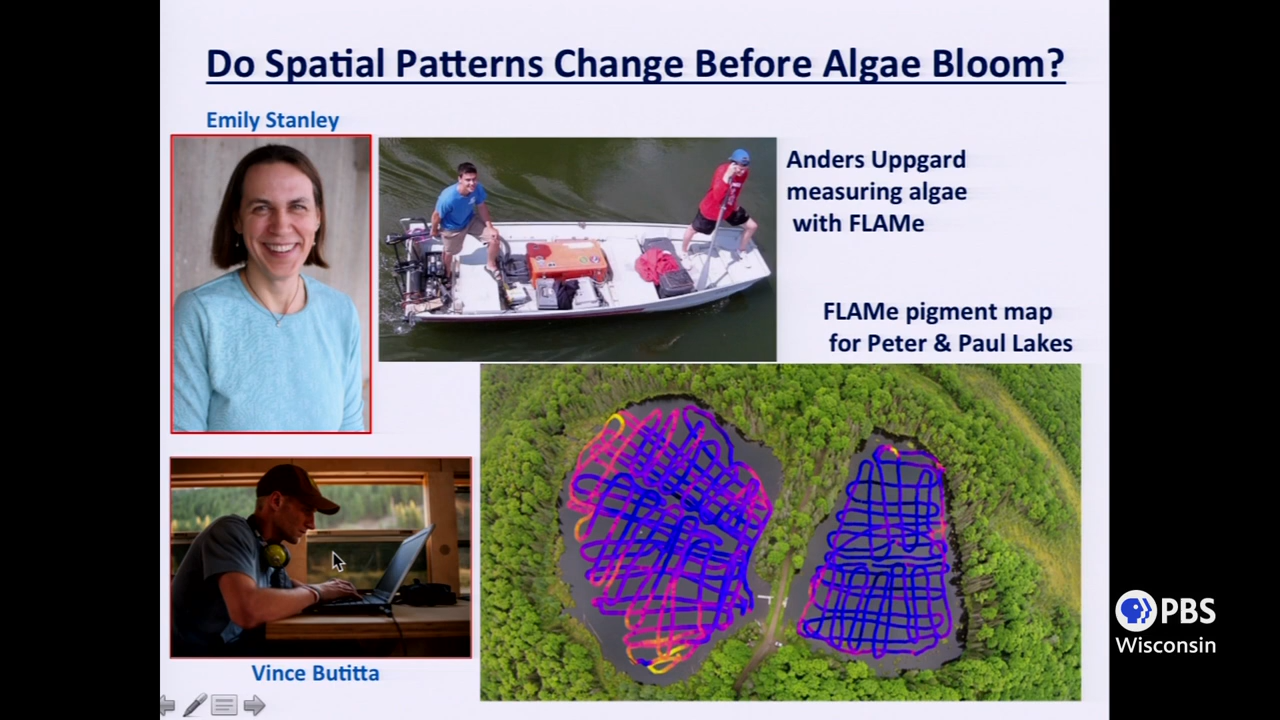 Do Spatial Patterns Change Before Algae Bloom?
Emily Stanley
Anders Uppgard
measuring algae
with FLAMe
FLAMe pigment map
for Peter & Paul Lakes
Vince Butitta
PBS
Wisconsin